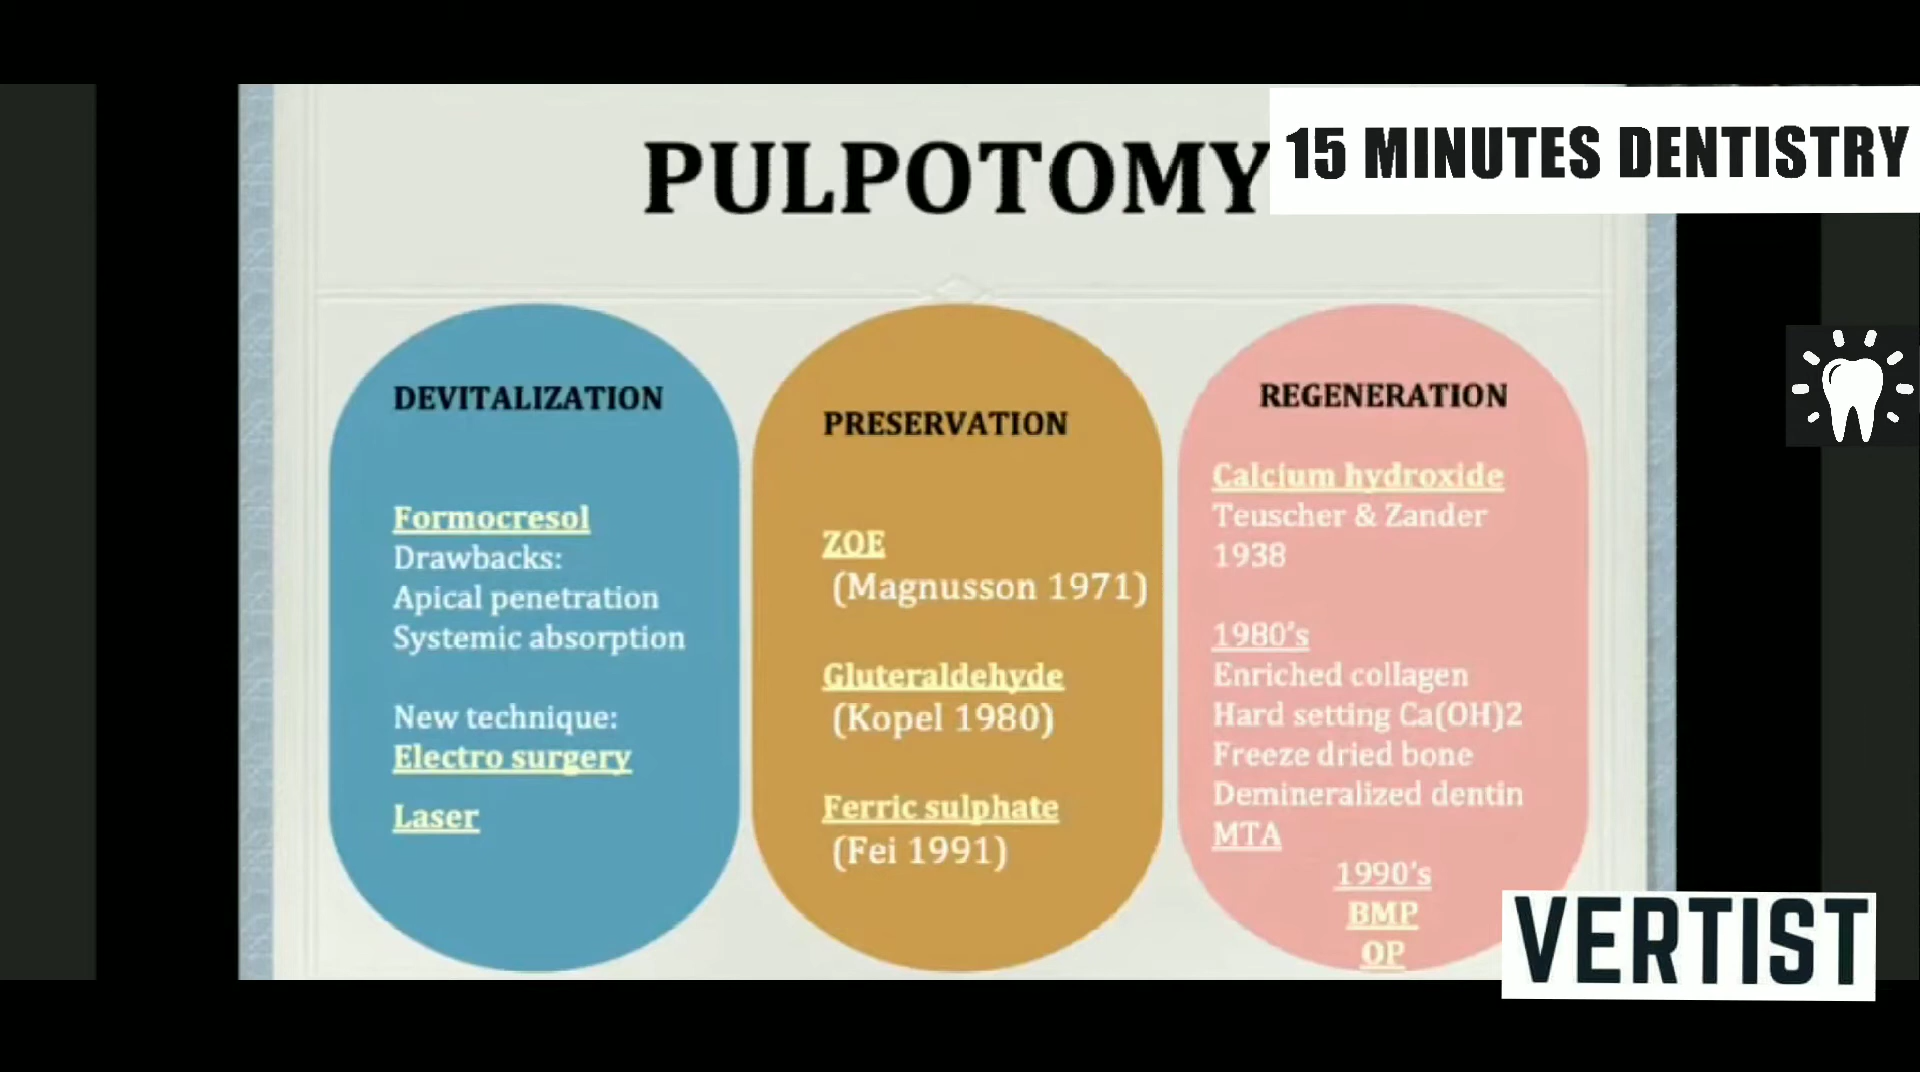 PULPOTOMY
15 MINUTES DENTISTRY
DEVITALIZATION
Formocresol
Drawbacks:
Apical penetration
Systemic absorption
New technique:
Electro surgery
Laser
PRESERVATION
ZOE
(Magnusson 1971)
Gluteraldehyde
(Kopel 1980)
Ferric sulphate
(Fei 1991)
REGENERATION
Calcium hydroxide
Teuscher & Zander
1938
1980's
Enriched collagen
Hard setting Ca(OH)2
Freeze dried bone
Demineralized dentin
MTA
1990's
BMP
OP
VERTIST